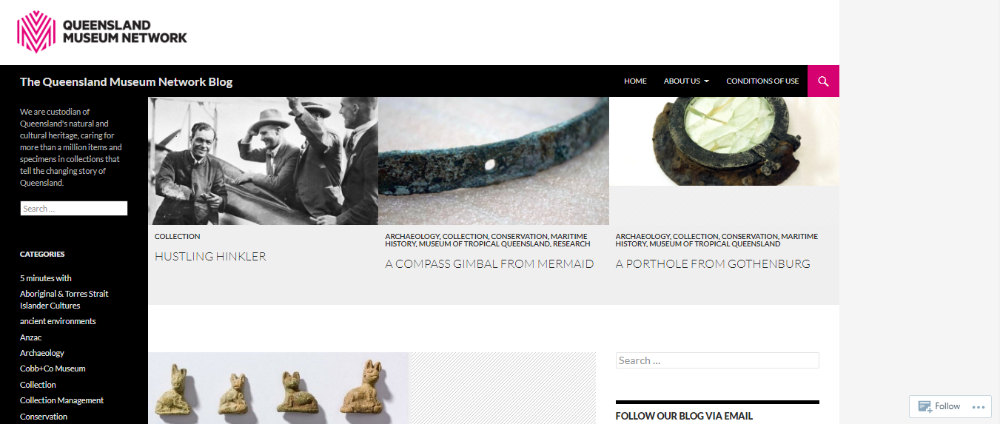 QUEENSLAND
MUSEUM NETWORK
The Queensland Museum Network Blog
HOME
ABOUT US
CONDITIONS OF USE
We are custodian of
Queensland's natural and
cultural heritage, caring for
more than a million items and
specimens in collections that
tell the changing story of
Queensland.
Search ...
CATEGORIES
5 minutes with
Aboriginal & Torres Strait
Islander Cultures
ancient environments
Anzac
Archaeology
Cobb+Co Museum
Collection
Collection Management
Conservation
COLLECTION
HUSTLING HINKLER
ARCHAEOLOGY, COLLECTION, CONSERVATION, MARITIME
HISTORY, MUSEUM OF TROPICAL QUEENSLAND, RESEARCH
A COMPASS GIMBAL FROM MERMAID
ARCHAEOLOGY, COLLECTION, CONSERVATION, MARITIME
HISTORY, MUSEUM OF TROPICAL QUEENSLAND
A PORTHOLE FROM GOTHENBURG
Search ...
FOLLOW OUR BLOG VIA EMAIL
Follow